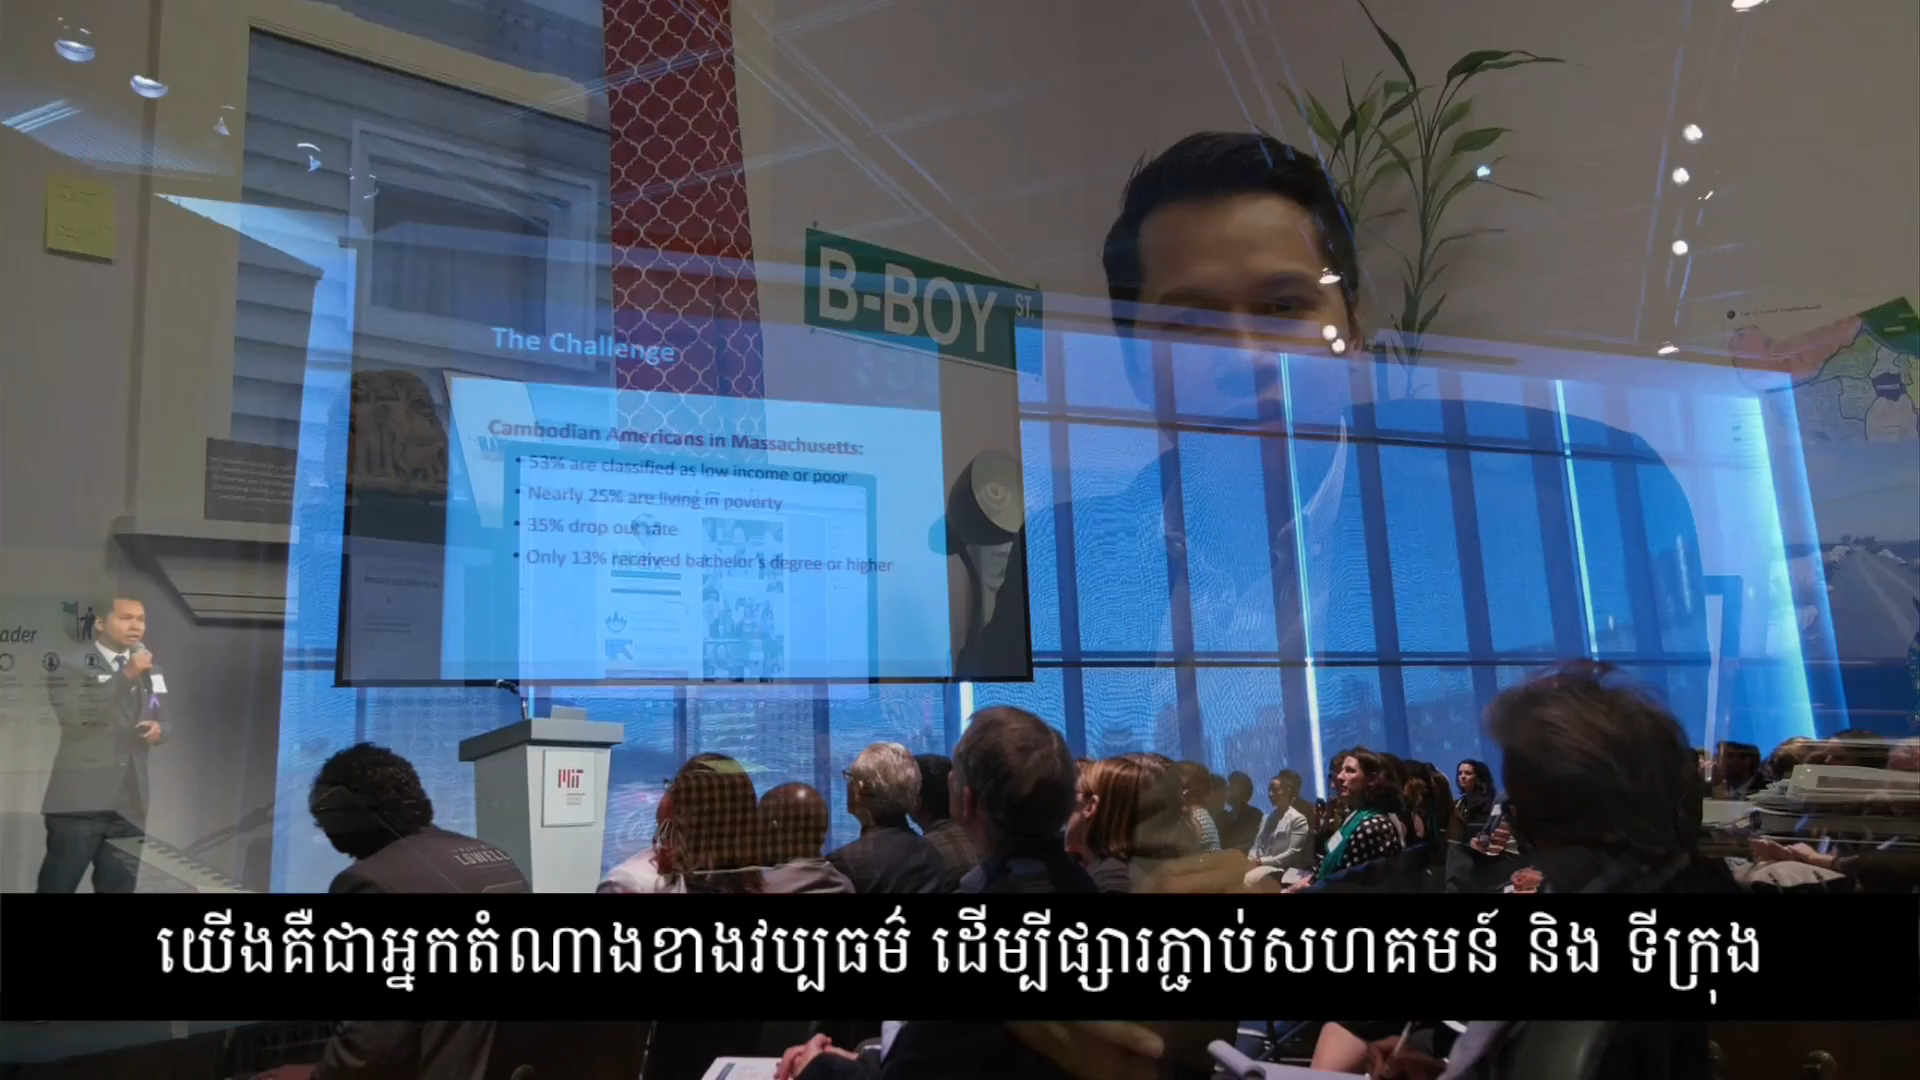 B-BOY ST.
The Challenge
Cambodian Americans in Massachusetts:
• 53% are classified as low income or poor
• Nearly 25% are living in poverty
• 35% drop out rate
• Only 13% received bachelor's degree or higher
ader
MIT
LOWELL
យើងគឺជាអ្នកតំណាងខាងវប្បធម៌ ដើម្បីផ្សារភ្ជាប់សហគមន៍ និង ទីក្រុង